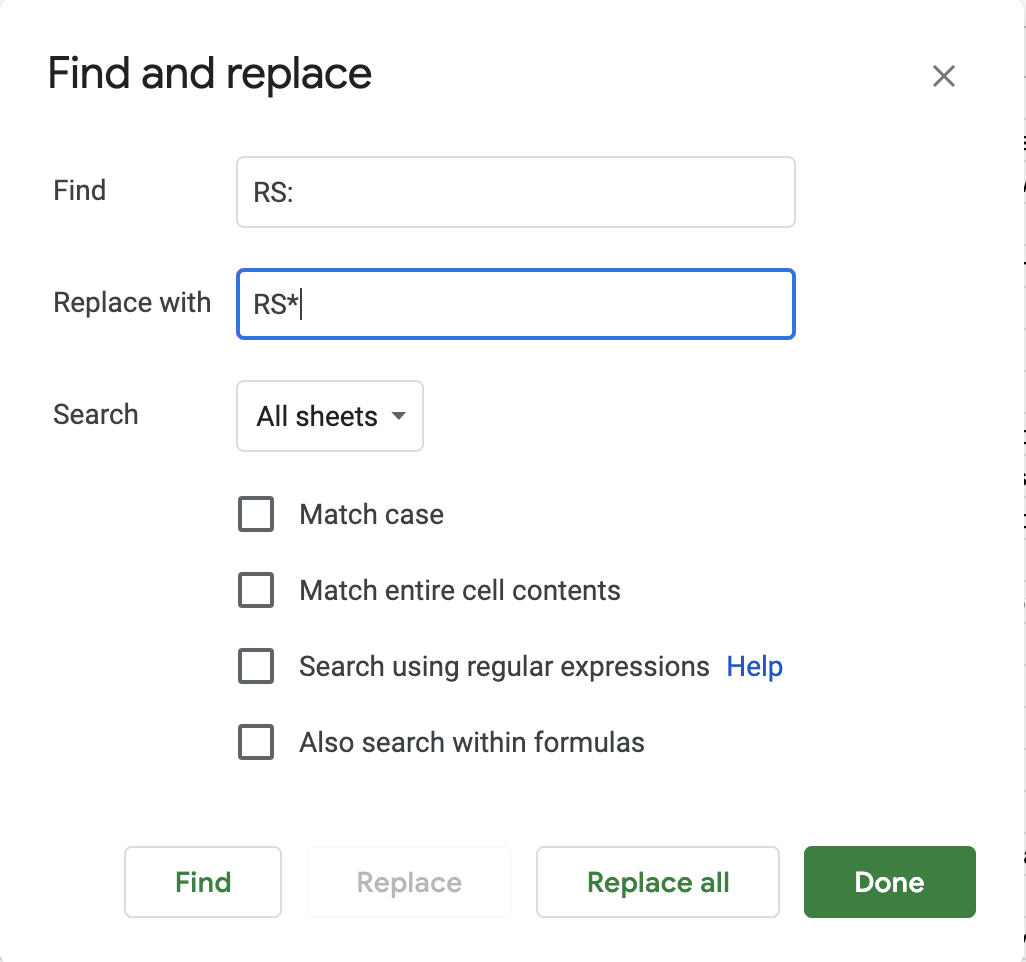 Find and replace
Find RS:
Replace with RS*
Search All sheets
Match case
Match entire cell contents
Search using regular expressions Help
Also search within formulas
Find Replace Replace all Done